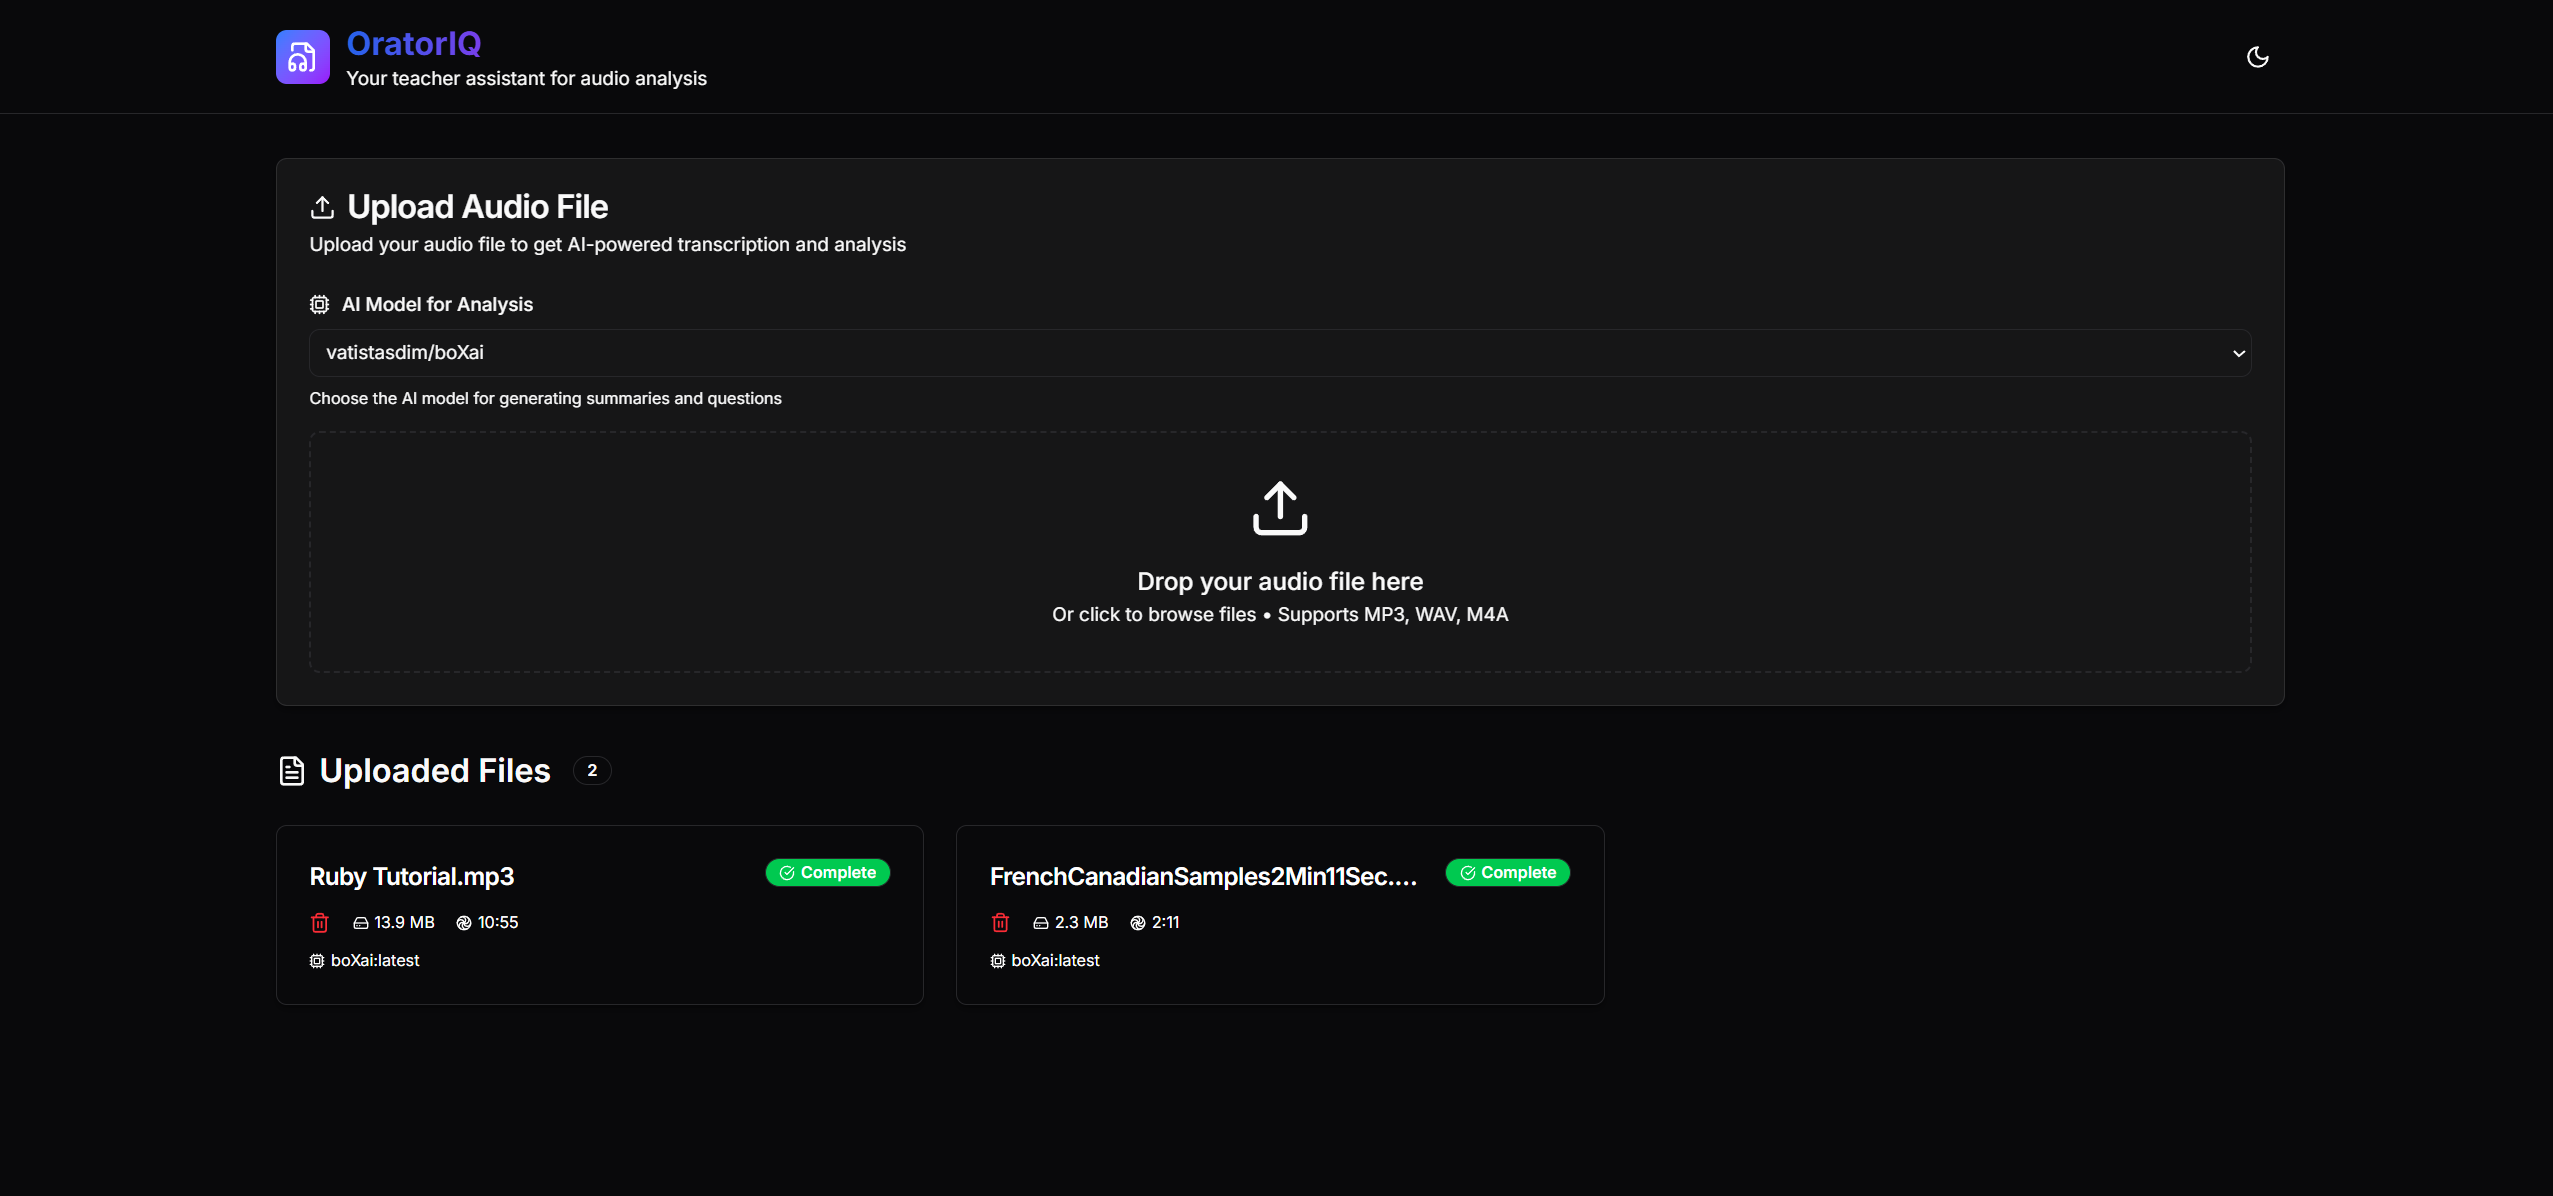 OratorIQ
Your teacher assistant for audio analysis
Upload Audio File
Upload your audio file to get AI-powered transcription and analysis
AI Model for Analysis
vatistasdim/boXai
Choose the AI model for generating summaries and questions
Drop your audio file here
Or click to browse files • Supports MP3, WAV, M4A
Uploaded Files 2
Ruby Tutorial.mp3 Complete
13.9 MB 10:55
boXai:latest
FrenchCanadianSamples2Min11Sec.... Complete
2.3 MB 2:11
boXai:latest